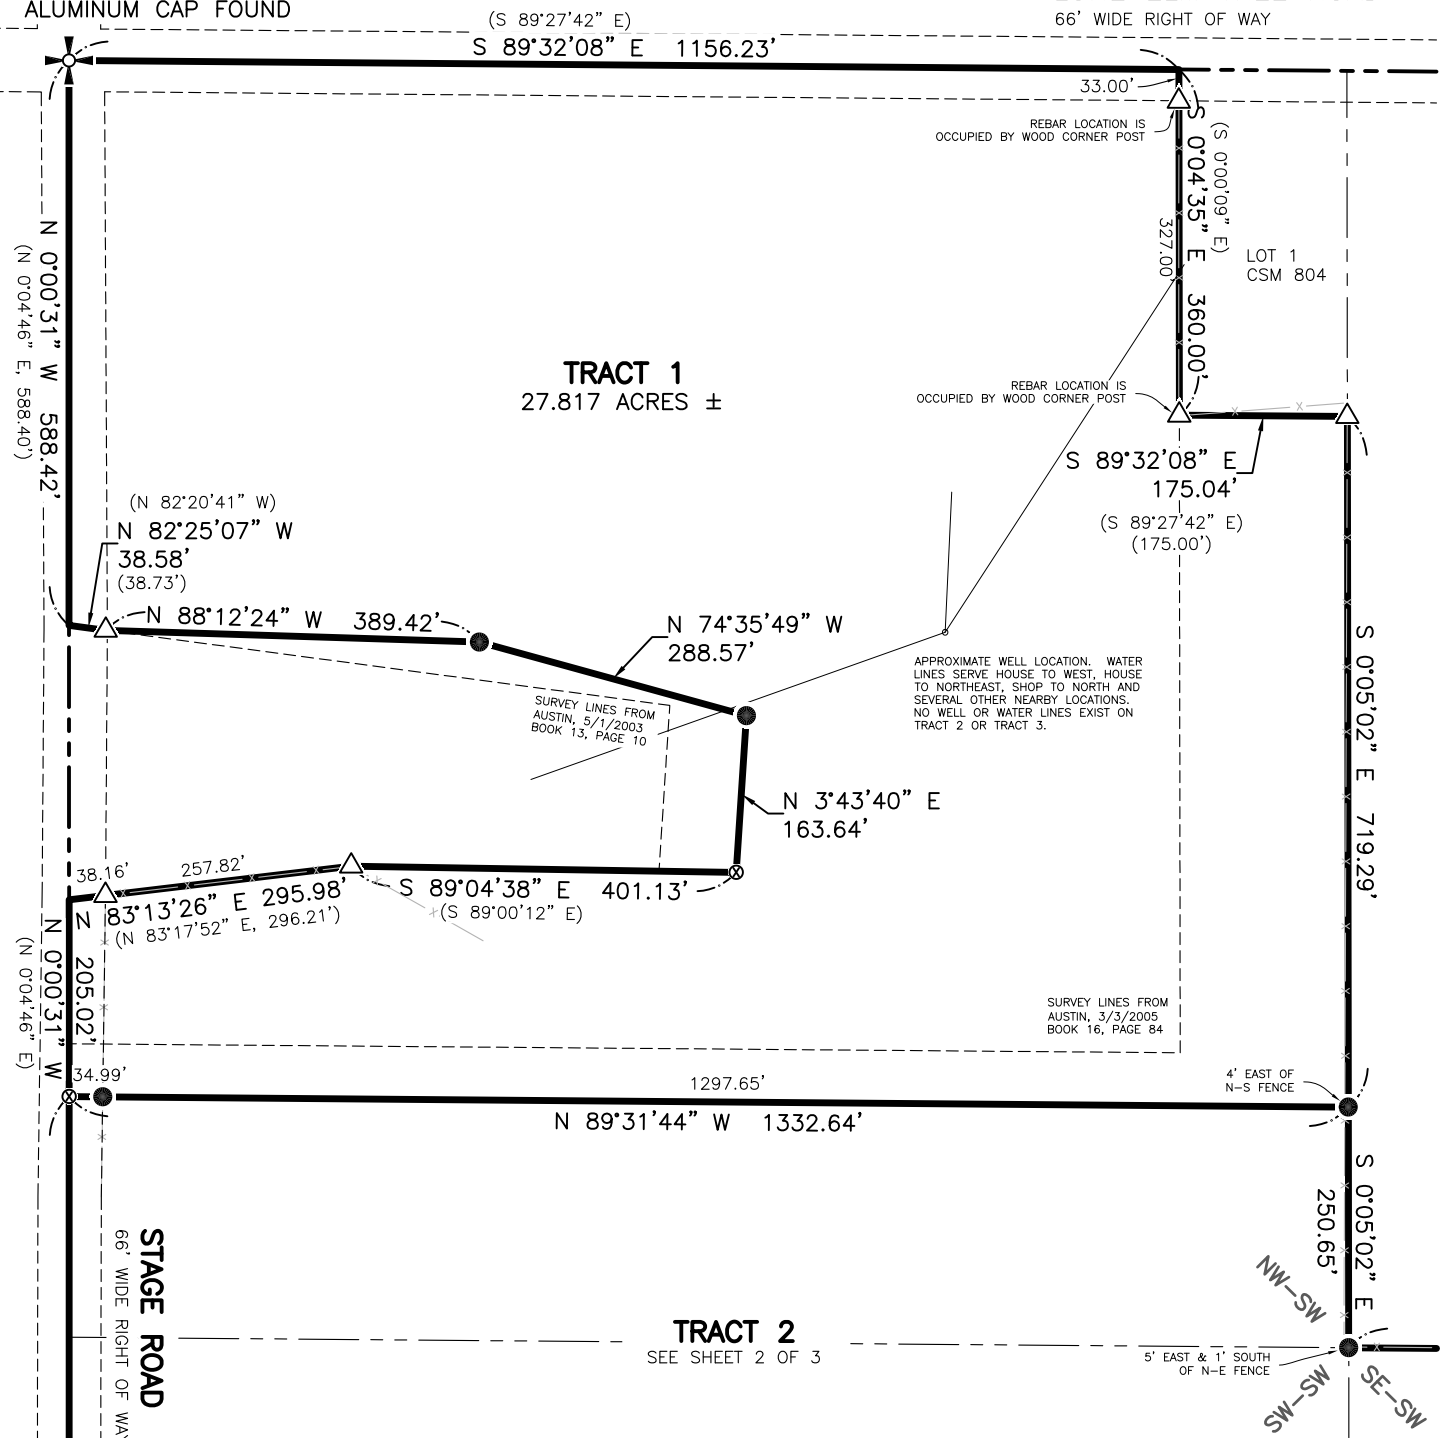 ALUMINUM CAP FOUND
(S 89°27'42" E)
S 89°32'08" E 1156.23'
66' WIDE RIGHT OF WAY
33.00'
REBAR LOCATION IS
OCCUPIED BY WOOD CORNER POST
S 0°04'35" E 360.00'
(S 0°00'09" E)
327.00'
LOT 1
CSM 804
N 0°00'31" W 588.42'
(N 0°04'46" E, 588.40')
TRACT 1
27.817 ACRES ±
REBAR LOCATION IS
OCCUPIED BY WOOD CORNER POST
S 89°32'08" E
175.04'
(S 89°27'42" E)
(175.00')
(N 82°20'41" W)
N 82°25'07" W
38.58'
(38.73')
N 88°12'24" W 389.42'
N 74°35'49" W
288.57'
APPROXIMATE WELL LOCATION. WATER
LINES SERVE HOUSE TO WEST, HOUSE
TO NORTHEAST, SHOP TO NORTH AND
SEVERAL OTHER NEARBY LOCATIONS.
NO WELL OR WATER LINES EXIST ON
TRACT 2 OR TRACT 3.
SURVEY LINES FROM
AUSTIN, 5/1/2003
BOOK 13, PAGE 10
S 0°05'02" E 719.29'
N 3°43'40" E
163.64'
38.16'
257.82'
N 83°13'26" E 295.98'
(N 83°17'52" E, 296.21')
S 89°04'38" E 401.13'
(S 89°00'12" E)
N 0°00'31" W
205.02'
(N 0°04'46" E)
SURVEY LINES FROM
AUSTIN, 3/3/2005
BOOK 16, PAGE 84
34.99'
1297.65'
N 89°31'44" W 1332.64'
4' EAST OF
N-S FENCE
S 0°05'02" E
250.65'
STAGE ROAD
66' WIDE RIGHT OF WAY
NW-SW
TRACT 2
SEE SHEET 2 OF 3
5' EAST & 1' SOUTH
OF N-E FENCE
SW-SW
SE-SW